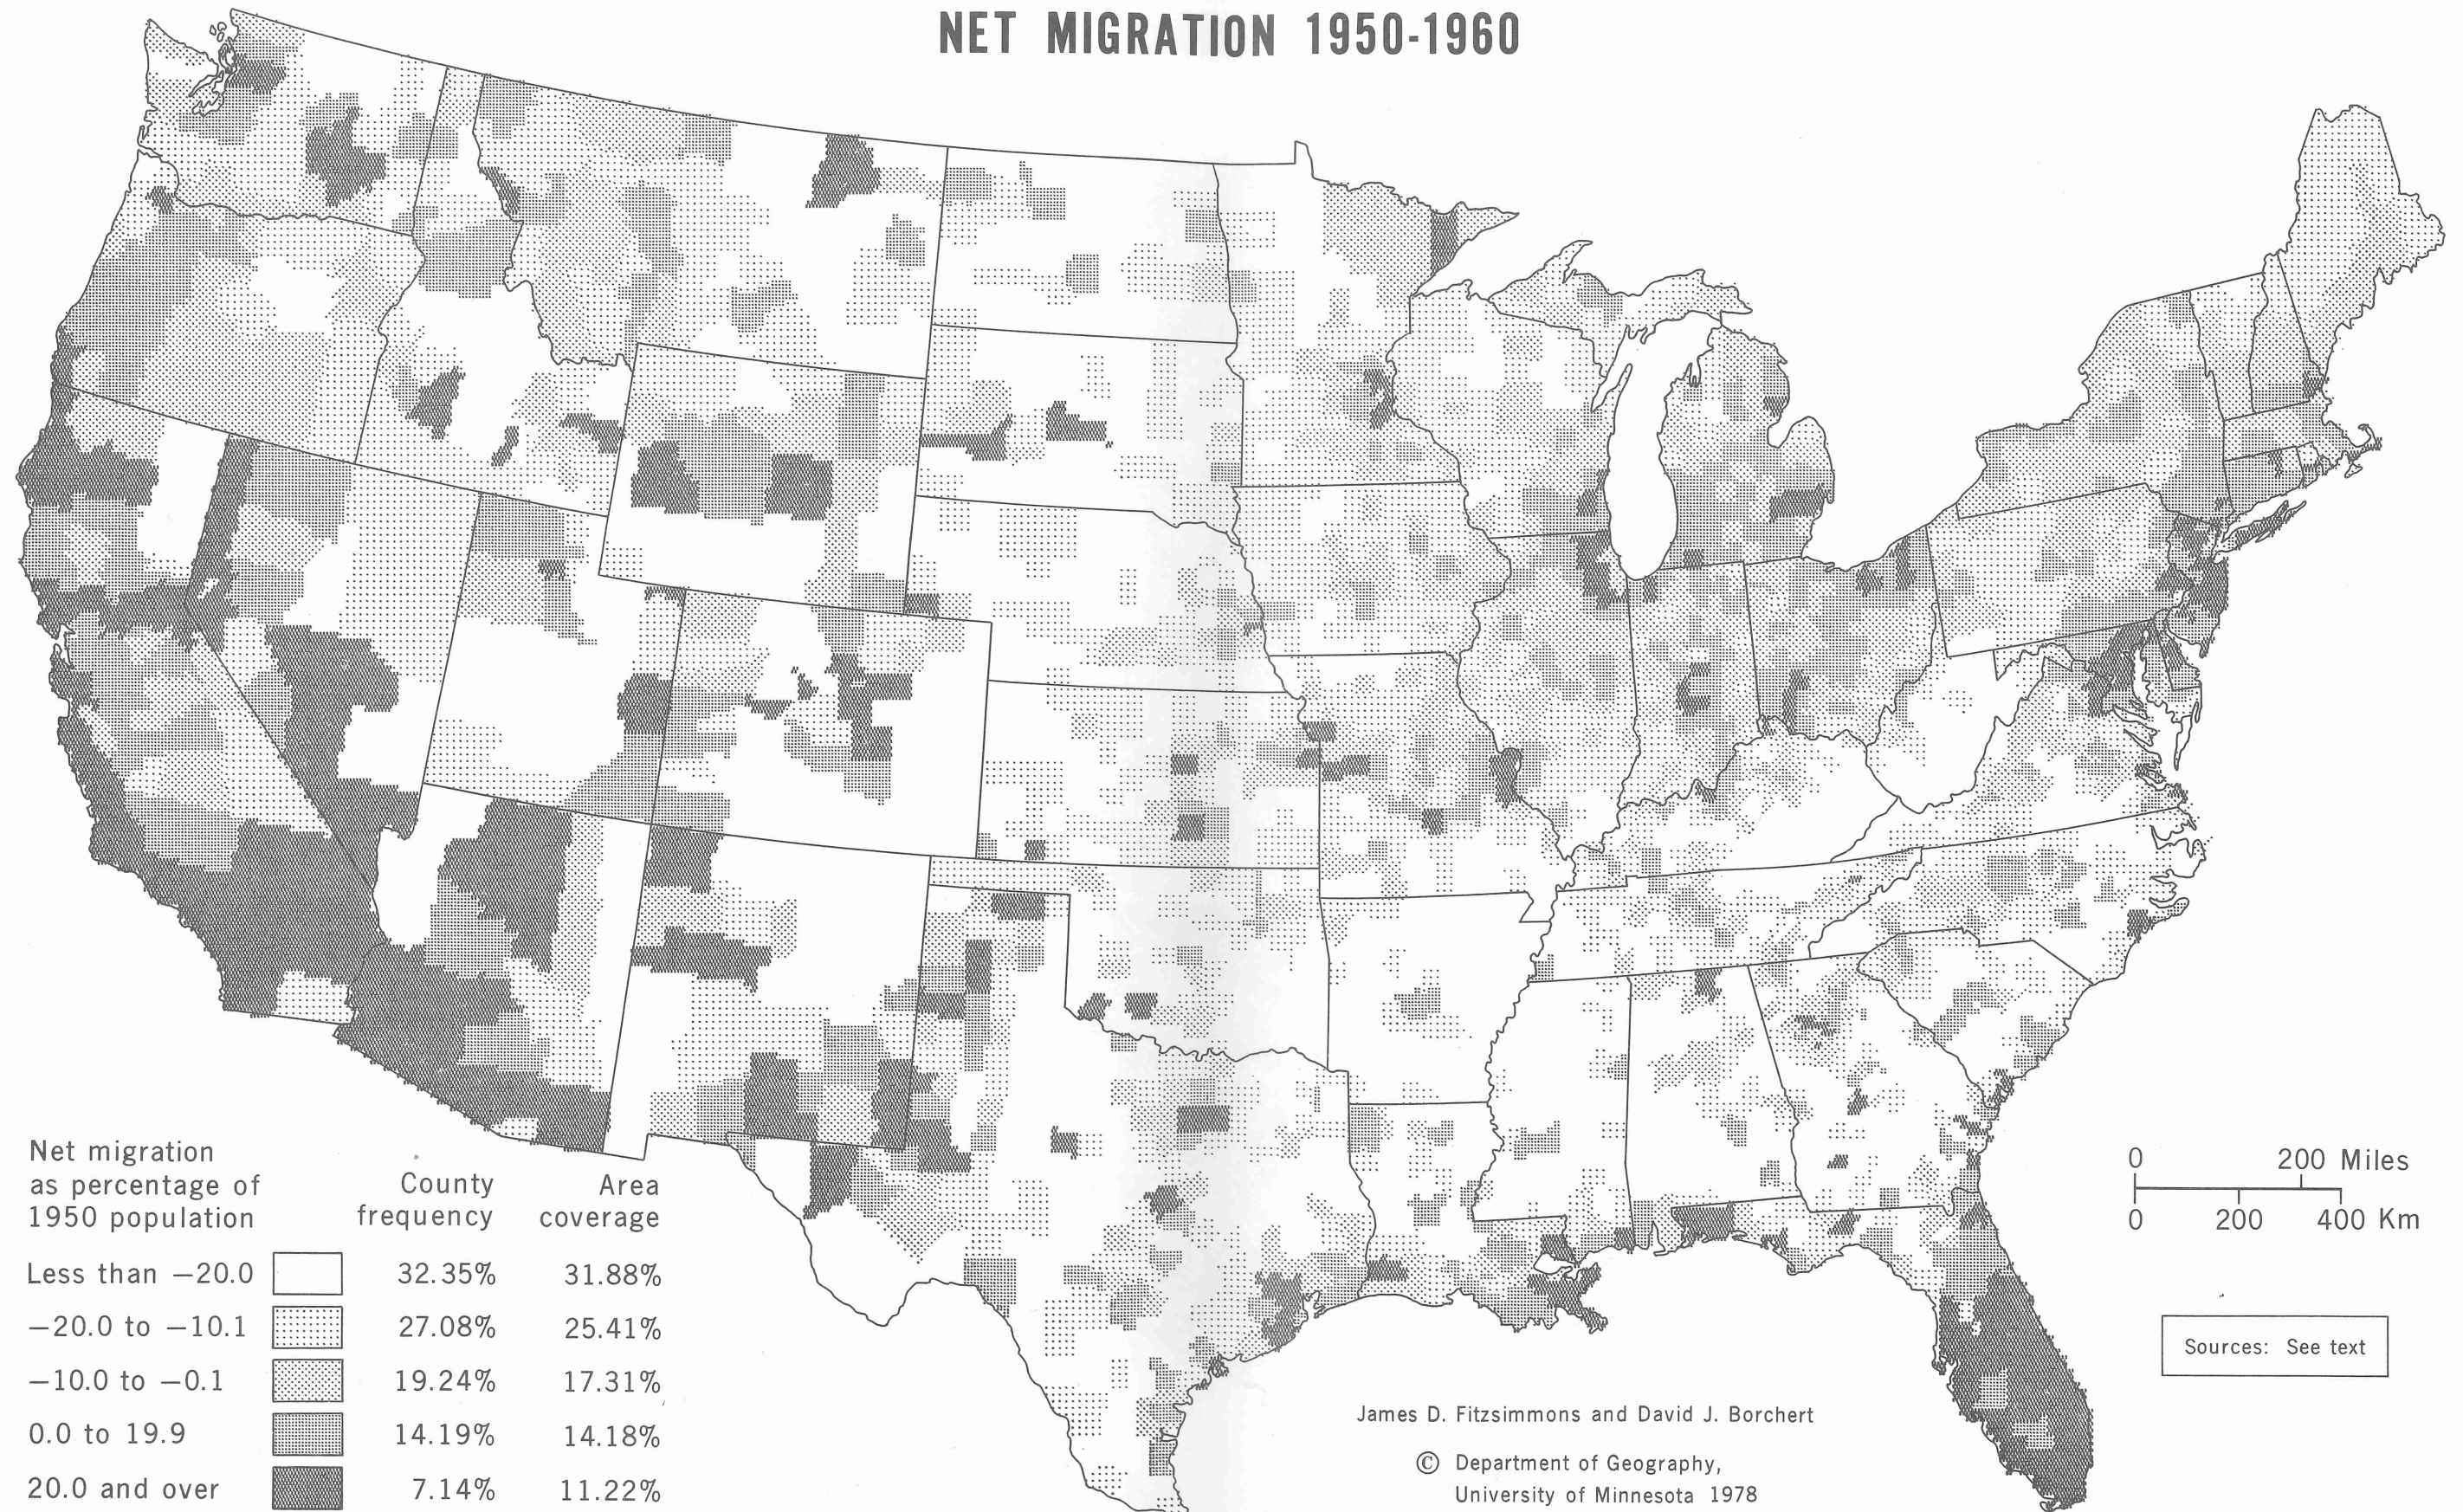 NET MIGRATION 1950-1960
Net migration
as percentage of
1950 population
County
frequency
Area
coverage
Less than −20.0 32.35% 31.88%
−20.0 to −10.1 27.08% 25.41%
−10.0 to −0.1 19.24% 17.31%
0.0 to 19.9 14.19% 14.18%
20.0 and over 7.14% 11.22%
0 200 Miles
0 200 400 Km
Sources: See text
James D. Fitzsimmons and David J. Borchert
© Department of Geography,
University of Minnesota 1978